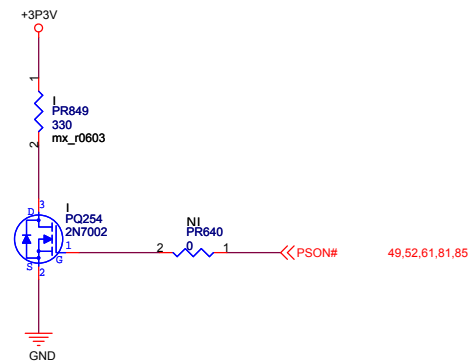 +3P3V
1
I
PR849
330
mx_r0603
2
D 3
I
PQ254
2N7002
1
G
S
2
NI
PR640
2 0 1
PSON# 49,52,61,81,85
GND